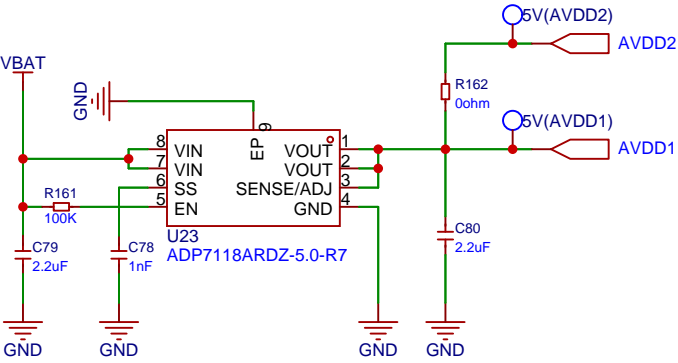 5V(AVDD2)
AVDD2
VBAT
GND
R162
0ohm
5V(AVDD1)
AVDD1
EP 9
8 VIN VOUT 1
7 VIN VOUT 2
6 SS SENSE/ADJ 3
5 EN GND 4
R161
100K
U23
ADP7118ARDZ-5.0-R7
C79
2.2uF
C78
1nF
C80
2.2uF
GND
GND
GND
GND